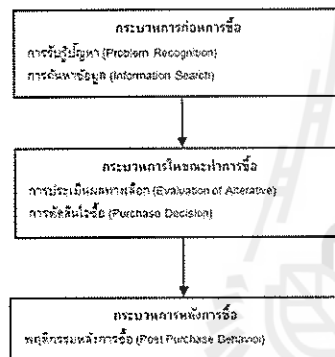 กระบวนการก่อนการซื้อ
การรับรู้ปัญหา (Problem Recognition)
การค้นหาข้อมูล (Information Search)
กระบวนการในขณะทำการซื้อ
การประเมินผลทางเลือก (Evaluation of Alterative)
การตัดสินใจซื้อ (Purchase Decision)
กระบวนการหลังการซื้อ
พฤติกรรมหลังการซื้อ (Post Purchase Behavior)